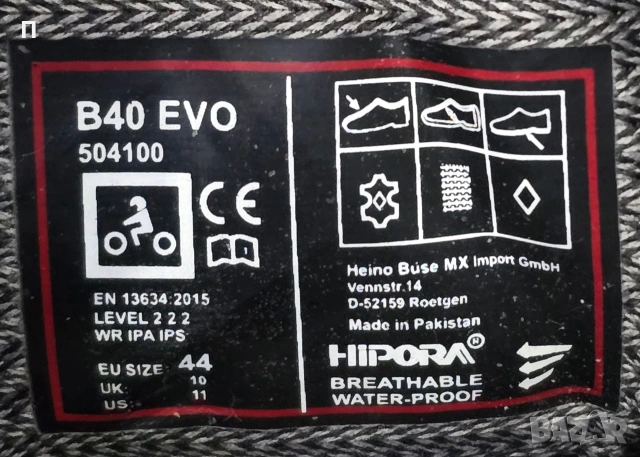 П
B40 EVO
504100
CE
i
EN 13634:2015
LEVEL 2 2 2
WR IPA IPS
EU SIZE: 44
UK: 10
US: 11
Heino Büse MX Import GmbH
Vennstr.14
D-52159 Roetgen
Made in Pakistan
HiPORA®
BREATHABLE
WATER-PROOF
BAZAR